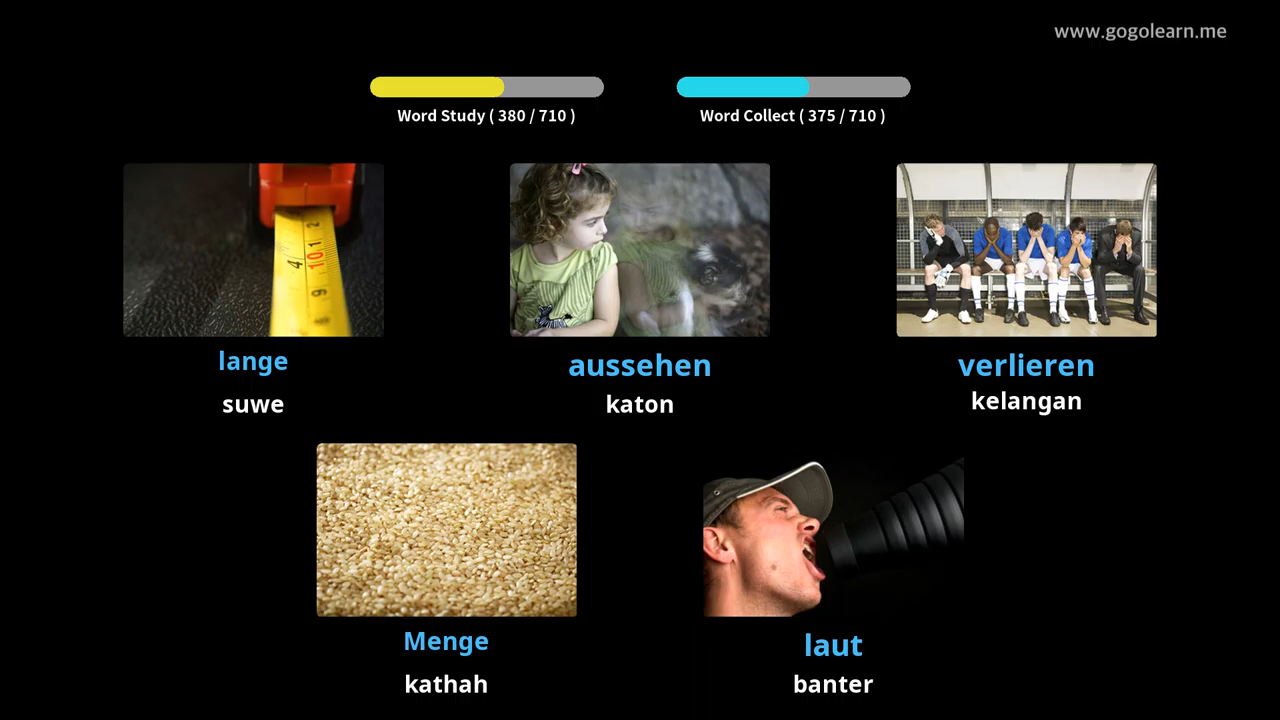 www.gogolearn.me
Word Study ( 380 / 710 )
Word Collect ( 375 / 710 )
lange
suwe
aussehen
katon
verlieren
kelangan
Menge
kathah
laut
banter